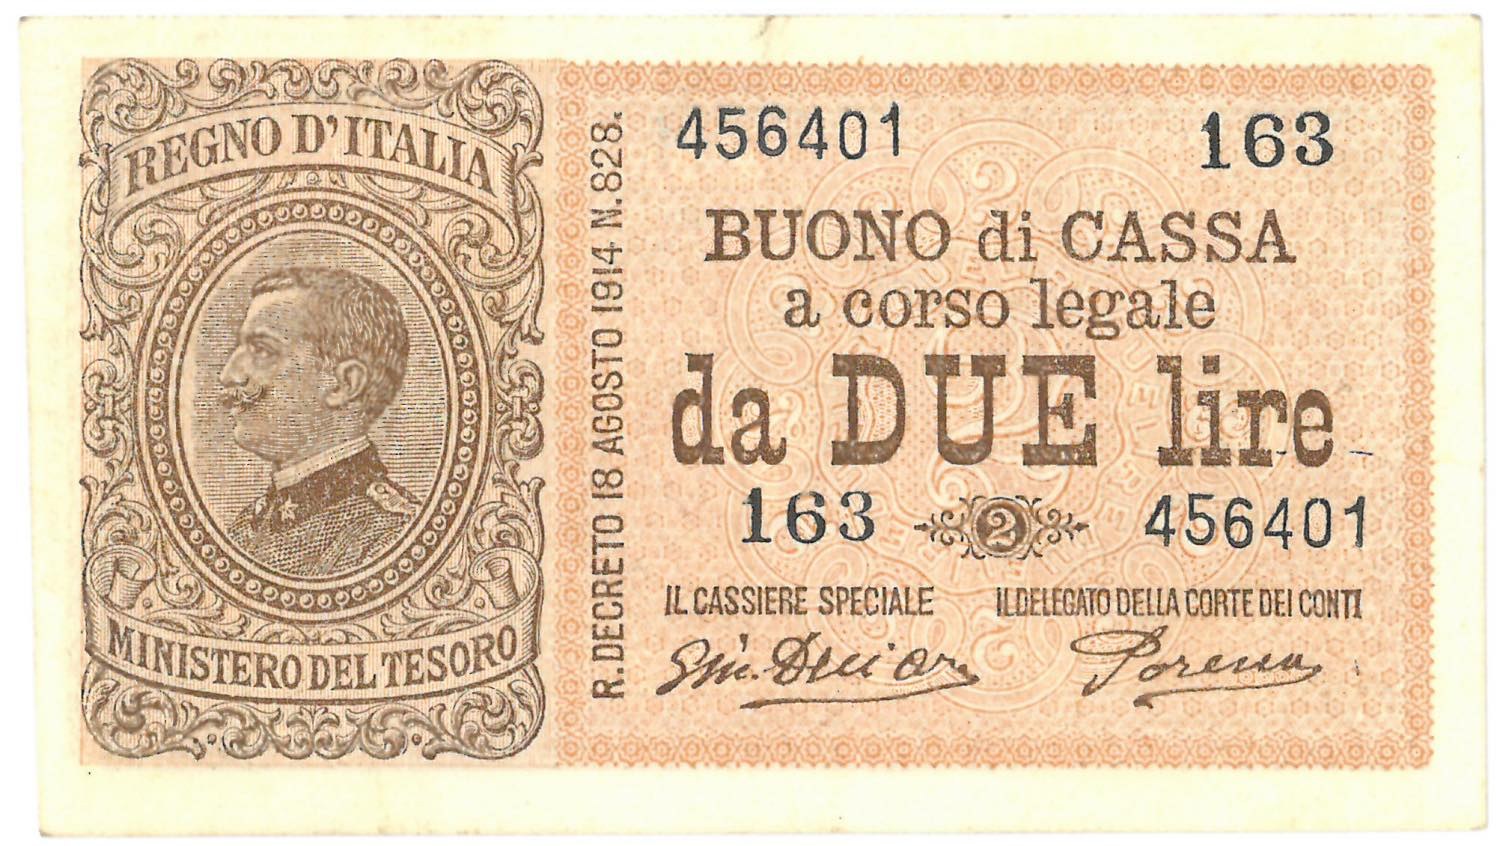 REGNO D'ITALIA
MINISTERO DEL TESORO
R. DECRETO 18 AGOSTO 1914 N. 828.
456401 163
BUONO di CASSA
a corso legale
da DUE lire
163 2 456401
IL CASSIERE SPECIALE IL DELEGATO DELLA CORTE DEI CONTI
Porena